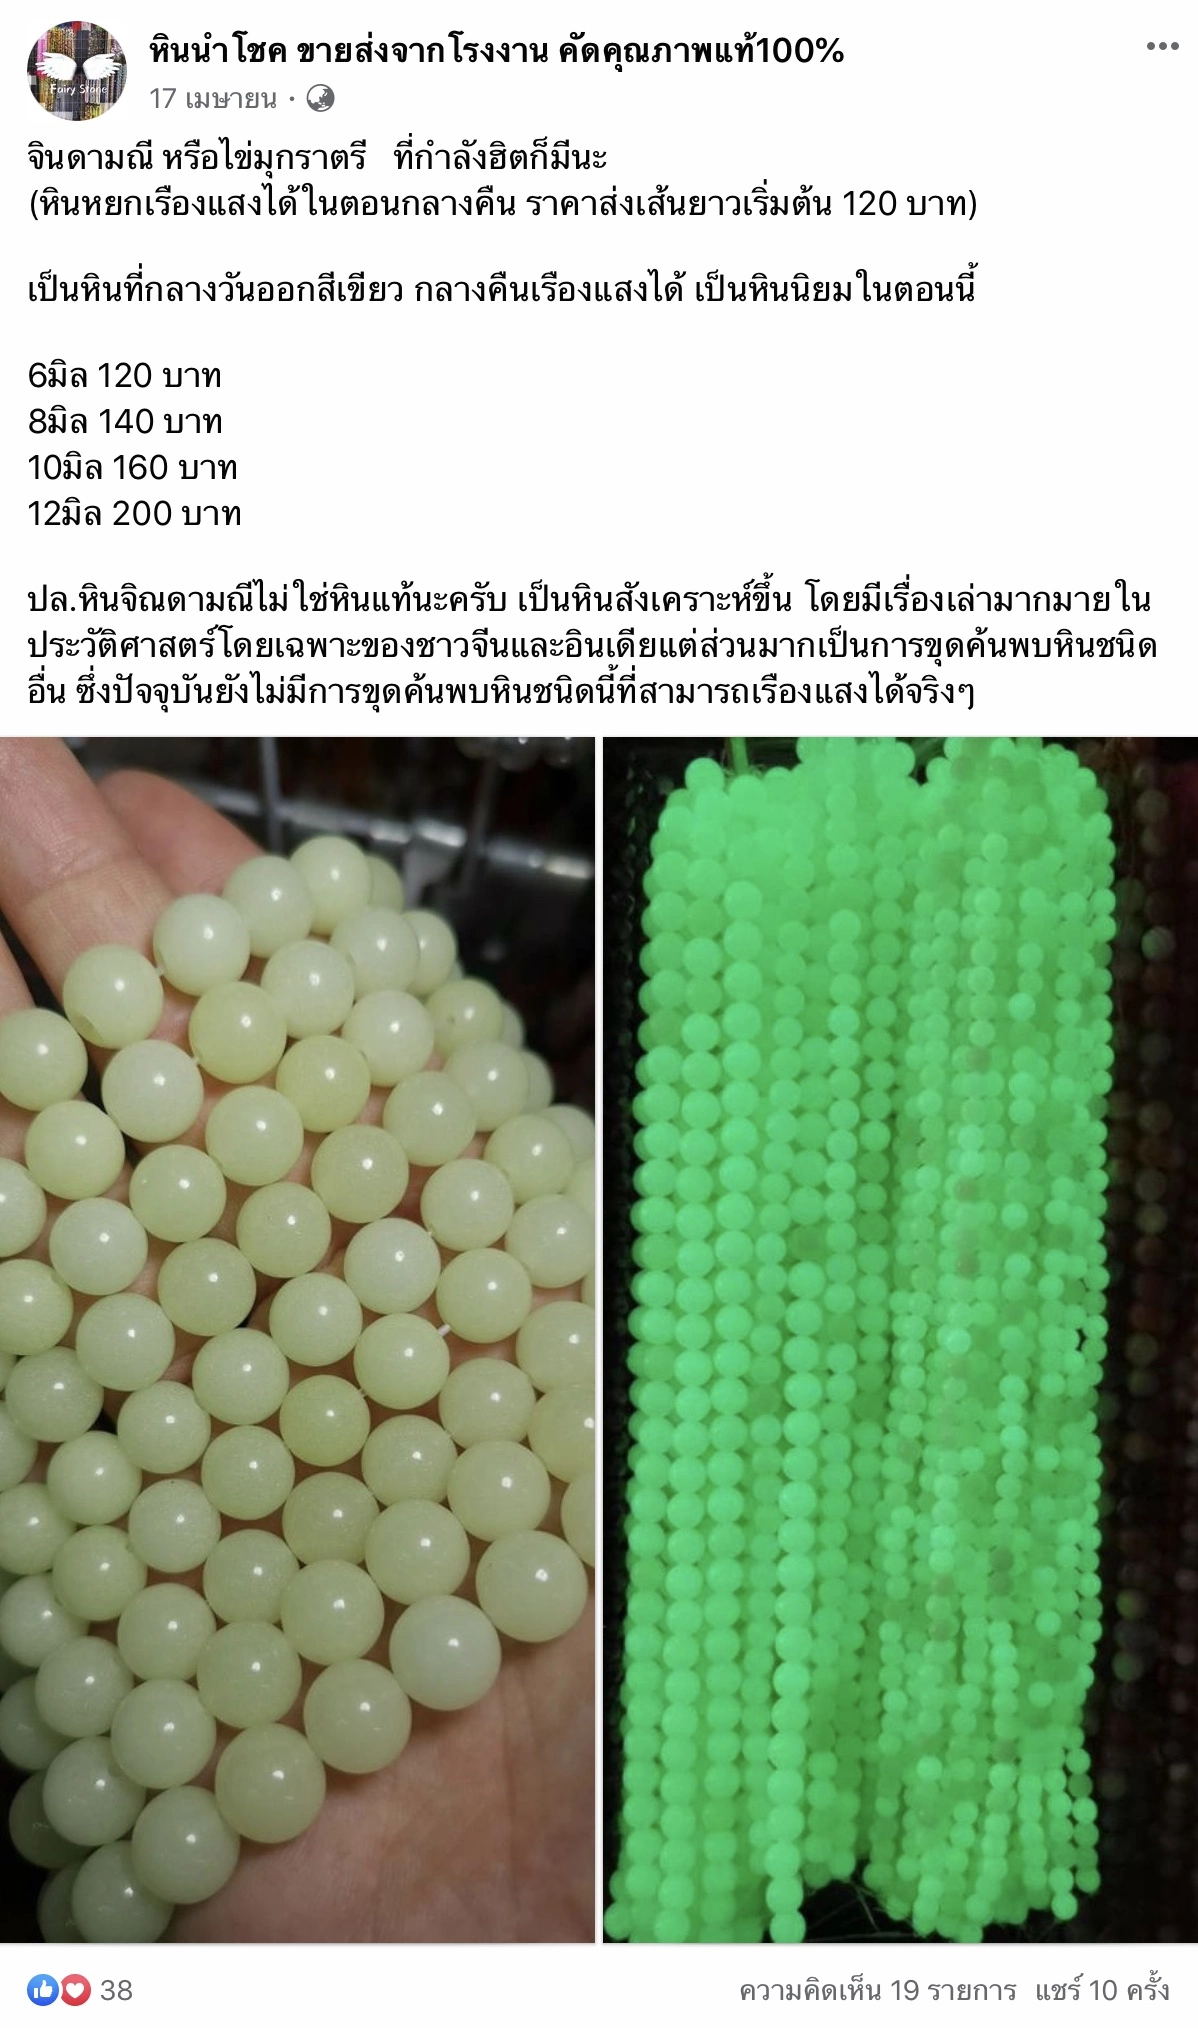 หินนำโชค ขายส่งจากโรงงาน คัดคุณภาพแท้100%
17 เมษายน ·
Fairy Stone
จินดามณี หรือไข่มุกราตรี ที่กำลังฮิตก็มีนะ
(หินหยกเรืองแสงได้ในตอนกลางคืน ราคาส่งเส้นยาวเริ่มต้น 120 บาท)
เป็นหินที่กลางวันออกสีเขียว กลางคืนเรืองแสงได้ เป็นหินนิยมในตอนนี้
6มิล 120 บาท
8มิล 140 บาท
10มิล 160 บาท
12มิล 200 บาท
ปล.หินจิณดามณีไม่ใช่หินแท้นะครับ เป็นหินสังเคราะห์ขึ้น โดยมีเรื่องเล่ามากมายใน
ประวัติศาสตร์โดยเฉพาะของชาวจีนและอินเดียแต่ส่วนมากเป็นการขุดค้นพบหินชนิด
อื่น ซึ่งปัจจุบันยังไม่มีการขุดค้นพบหินชนิดนี้ที่สามารถเรืองแสงได้จริงๆ
38
ความคิดเห็น 19 รายการ แชร์ 10 ครั้ง